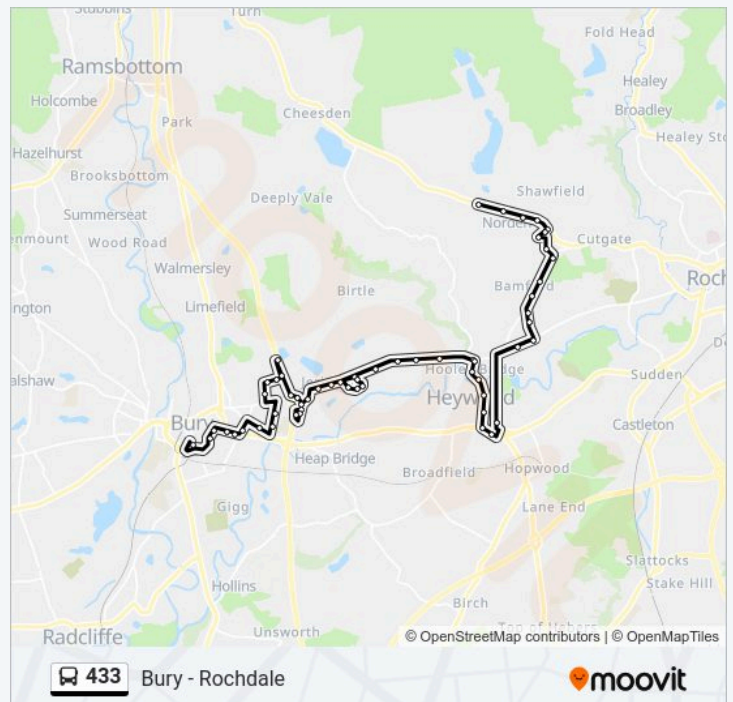 Stubbins
Turn
Fold Head
Ramsbottom
Healey
Holcombe
Cheesden
Broadley
Park
Healey Sto
Hazelhurst
Brooksbottom
Deeply Vale
Shawfield
Summerseat
Norden
enmount
Wood Road
Cutgate
Walmersley
Roch
Birtle
Bamford
ington
Limefield
alshaw
Hooley Bridge
Sudden
Heywood
Bury
Castleton
Heap Bridge
Broadfield
Hopwood
Gigg
Lane End
Slattocks
Hollins
Birch
Stake Hill
Radcliffe
Unsworth
© OpenStreetMap contributors | © OpenMapTiles
433 Bury - Rochdale
moovit